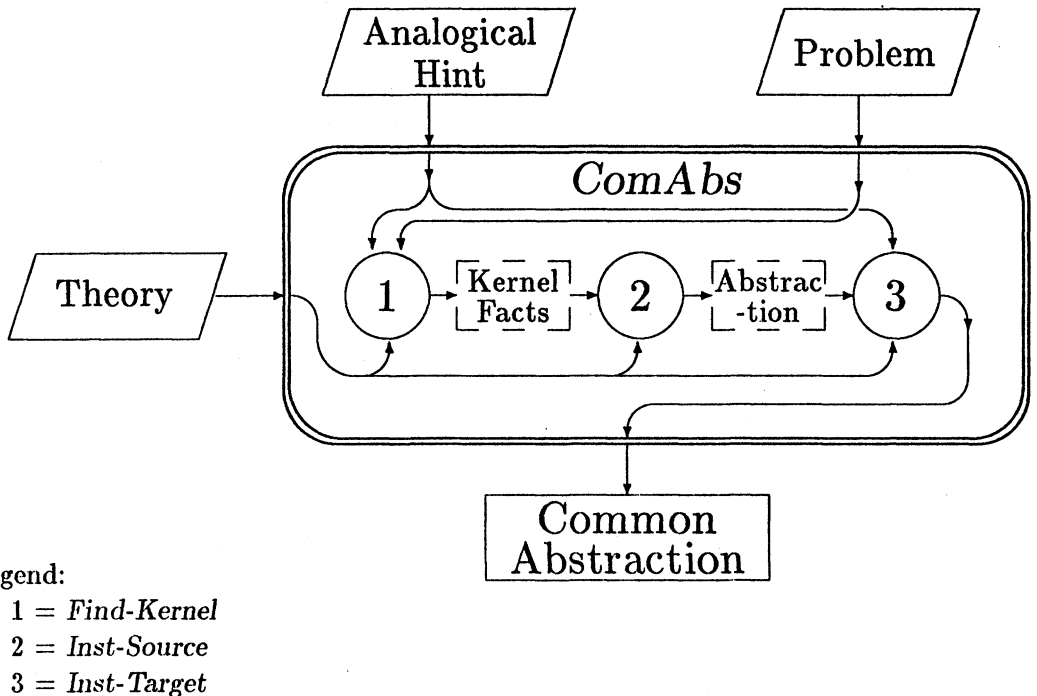 Analogical
Hint
Problem
ComAbs
Theory
1
Kernel
Facts
2
Abstrac
-tion
3
Common
Abstraction
gend:
1 = Find-Kernel
2 = Inst-Source
3 = Inst-Target